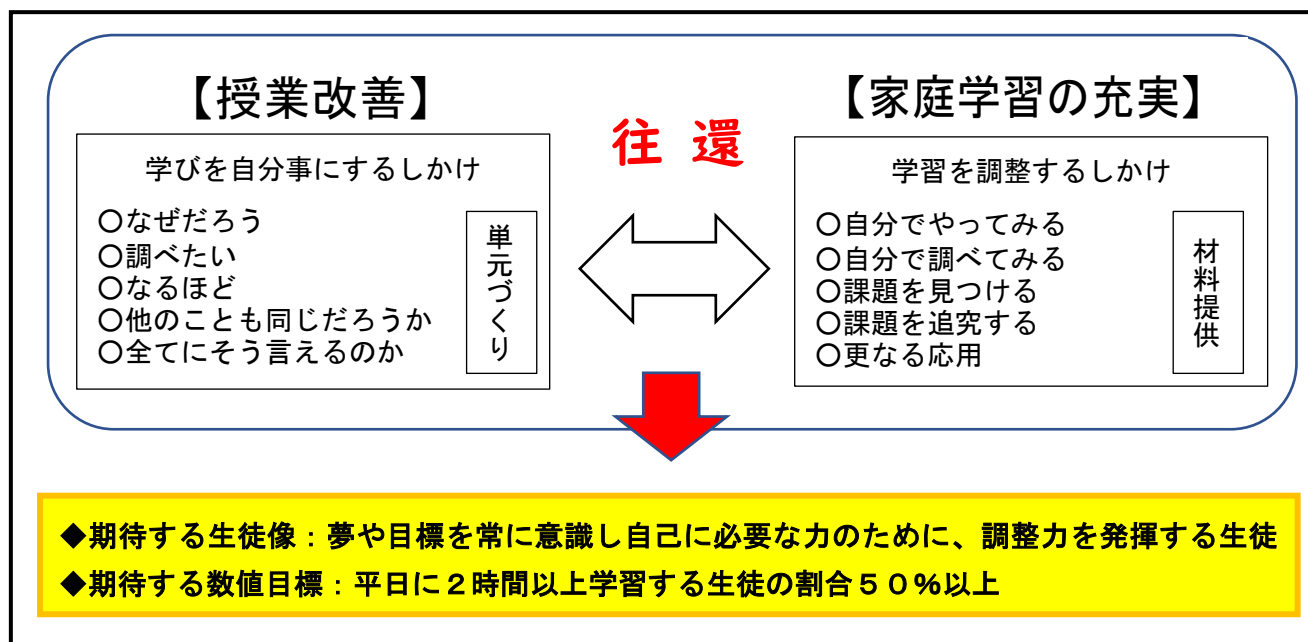 【授業改善】
学びを自分事にするしかけ
〇なぜだろう
〇調べたい
〇なるほど
〇他のことも同じだろうか
〇全てにそう言えるのか
単元づくり
往還
【家庭学習の充実】
学習を調整するしかけ
〇自分でやってみる
〇自分で調べてみる
〇課題を見つける
〇課題を追究する
〇更なる応用
材料提供
◆期待する生徒像：夢や目標を常に意識し自己に必要な力のために、調整力を発揮する生徒
◆期待する数値目標：平日に２時間以上学習する生徒の割合５０％以上